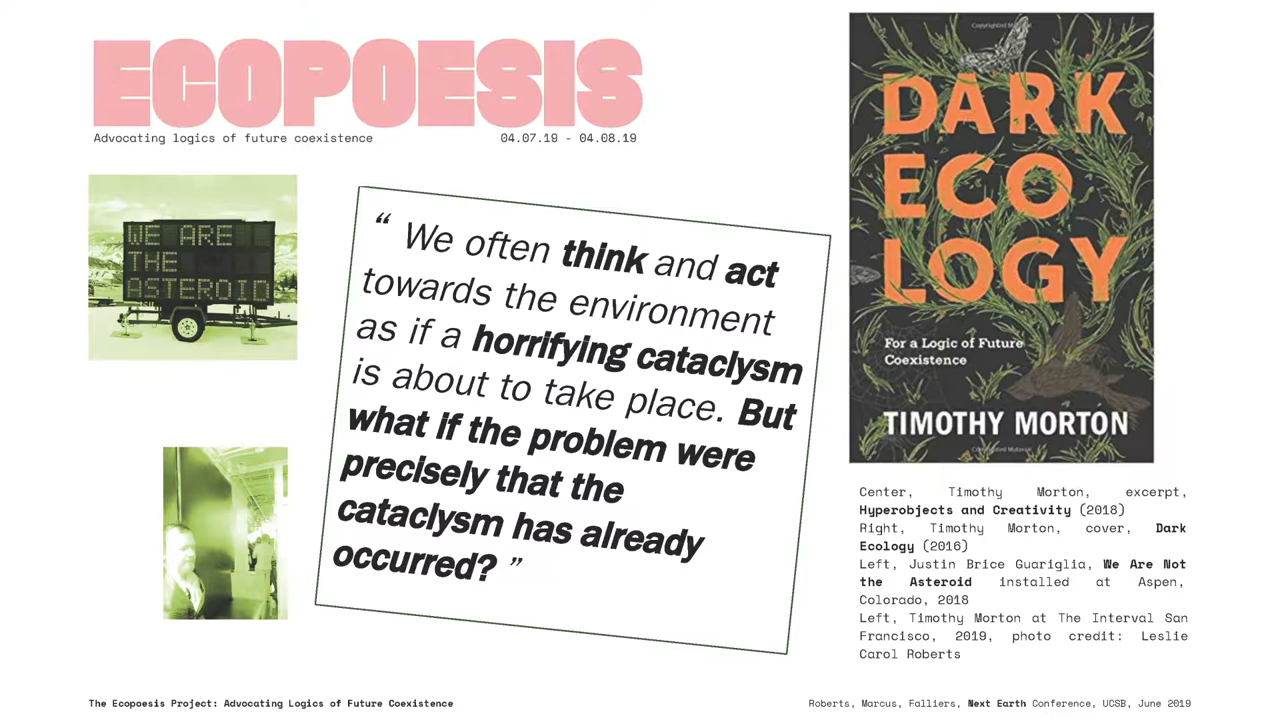 ECOPOESIS
Advocating logics of future coexistence
04.07.19 - 04.08.19
WE ARE
THE
ASTEROID
“ We often think and act
towards the environment
as if a horrifying cataclysm
is about to take place. But
what if the problem were
precisely that the
cataclysm has already
occurred? ”
Copyrighted Material
DARK
ECO
LOGY
For a Logic of Future
Coexistence
TIMOTHY MORTON
Copyrighted Material
Center, Timothy Morton, excerpt,
Hyperobjects and Creativity (2018)
Right, Timothy Morton, cover, Dark
Ecology (2016)
Left, Justin Brice Guariglia, We Are Not
the Asteroid installed at Aspen,
Colorado, 2018
Left, Timothy Morton at The Interval San
Francisco, 2019, photo credit: Leslie
Carol Roberts
The Ecopoesis Project: Advocating Logics of Future Coexistence
Roberts, Marcus, Falliers, Next Earth Conference, UCSB, June 2019